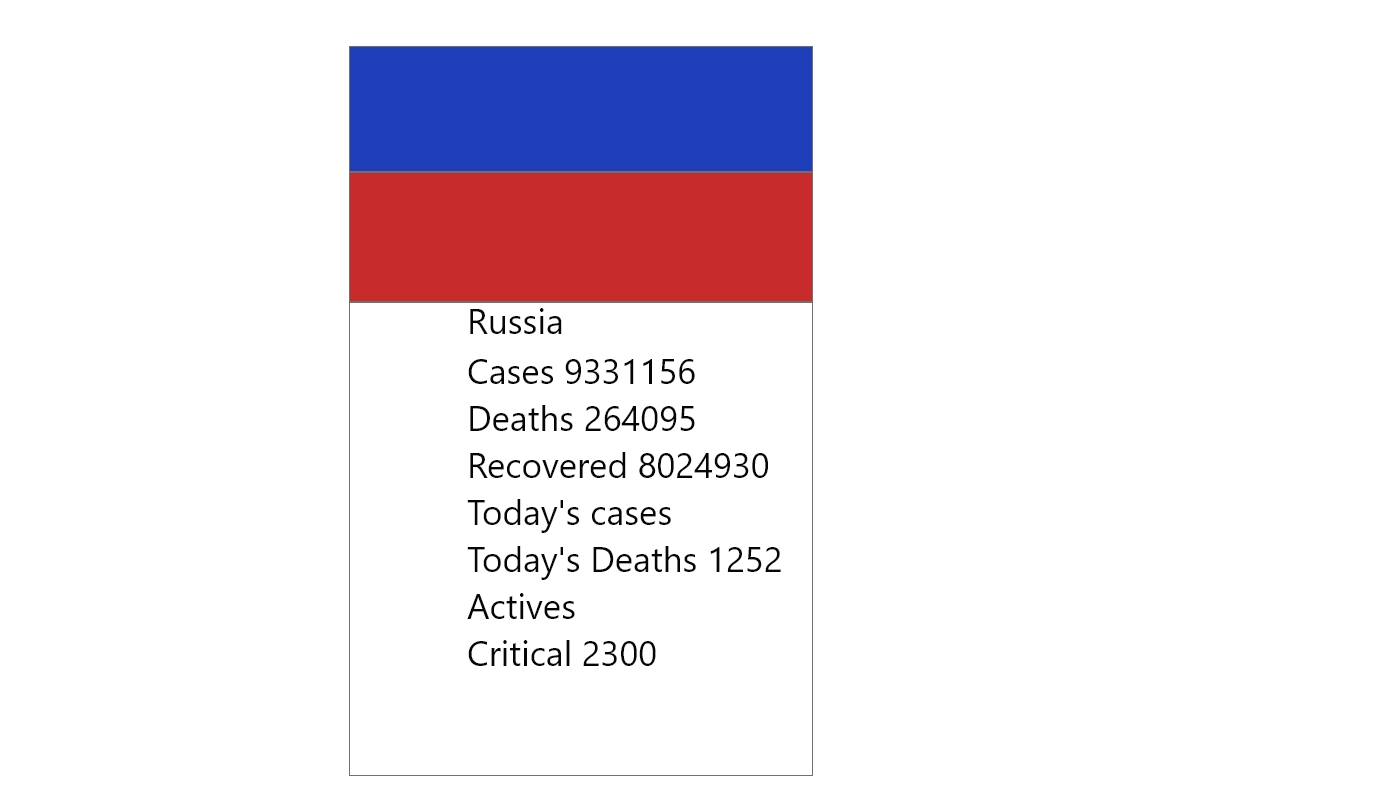 Russia
Cases 9331156
Deaths 264095
Recovered 8024930
Today's cases
Today's Deaths 1252
Actives
Critical 2300